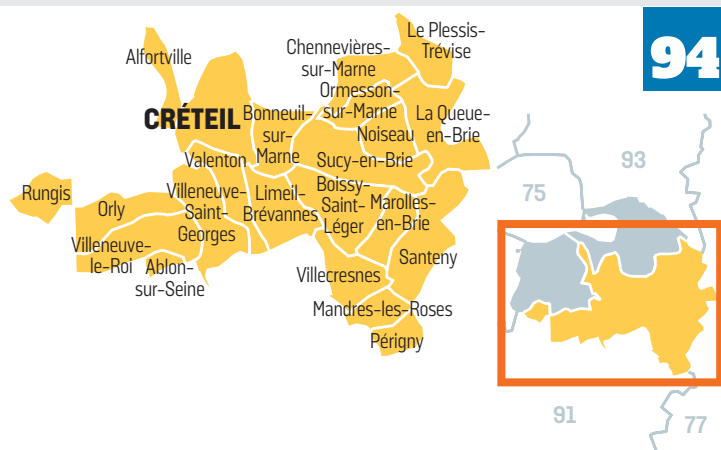 Le Plessis-
Trévise
94
Alfortville
Chennevières-
sur-Marne
Ormesson-
sur-Marne
CRÉTEIL
Bonneuil-
sur-
Marne
La Queue-
en-Brie
Noiseau
Valenton
Sucy-en-Brie
93
75
Rungis
Orly
Villeneuve-
Saint-
Georges
Limeil-
Brévannes
Boissy-
Saint-
Léger
Marolles-
en-Brie
Villeneuve-
le-Roi
Ablon-
sur-Seine
Santeny
Villecresnes
Mandres-les-Roses
Périgny
91
77